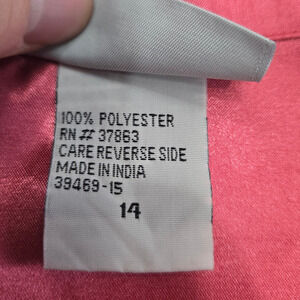 100% POLYESTER
RN # 37863
CARE REVERSE SIDE
MADE IN INDIA
39469-15
14